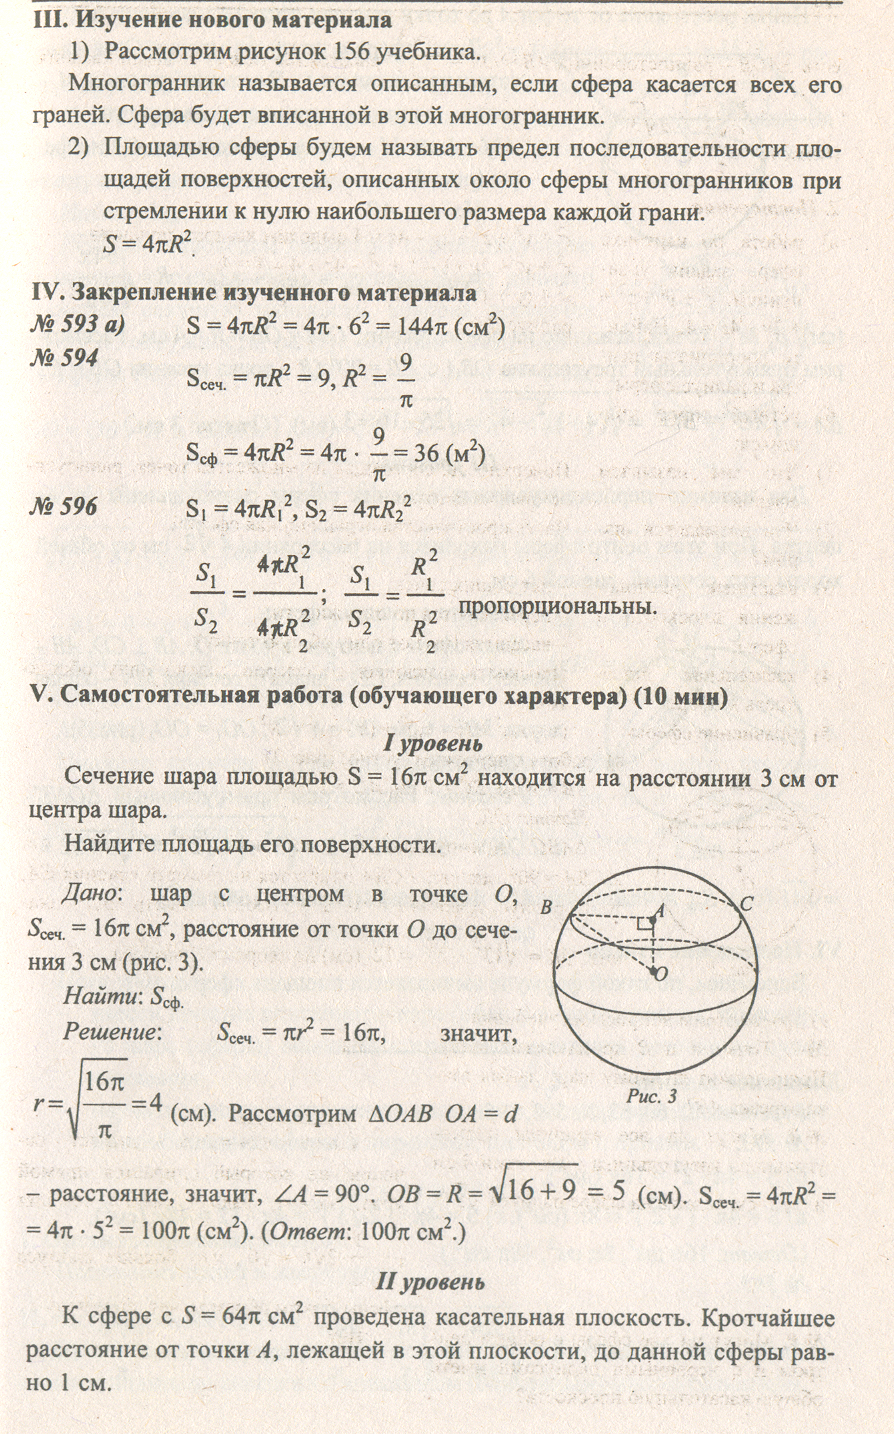 III. Изучение нового материала
1) Рассмотрим рисунок 156 учебника.
Многогранник называется описанным, если сфера касается всех его
граней. Сфера будет вписанной в этой многогранник.
2) Площадью сферы будем называть предел последовательности пло-
щадей поверхностей, описанных около сферы многогранников при
стремлении к нулю наибольшего размера каждой грани.
S = 4πR².
IV. Закрепление изученного материала
№ 593 а) S = 4πR² = 4π · 6² = 144π (см²)
№ 594 Sсеч. = πR² = 9, R² = 9/π
Sсф = 4πR² = 4π · 9/π = 36 (м²)
№ 596 S₁ = 4πR₁², S₂ = 4πR₂²
S₁/S₂ = 4πR₁²/4πR₂²; S₁/S₂ = R₁²/R₂² пропорциональны.
V. Самостоятельная работа (обучающего характера) (10 мин)
I уровень
Сечение шара площадью S = 16π см² находится на расстоянии 3 см от
центра шара.
Найдите площадь его поверхности.
Дано: шар с центром в точке O,
Sсеч. = 16π см², расстояние от точки O до сече-
ния 3 см (рис. 3).
Найти: Sсф.
Решение: Sсеч. = πr² = 16π, значит,
r = √(16π/π) = 4 (см). Рассмотрим ΔOAB OA = d
B A C
O
Рис. 3
– расстояние, значит, ∠A = 90°. OB = R = √(16 + 9) = 5 (см). Sсеч. = 4πR² =
= 4π · 5² = 100π (см²). (Ответ: 100π см².)
II уровень
К сфере с S = 64π см² проведена касательная плоскость. Кротчайшее
расстояние от точки A, лежащей в этой плоскости, до данной сферы рав-
но 1 см.